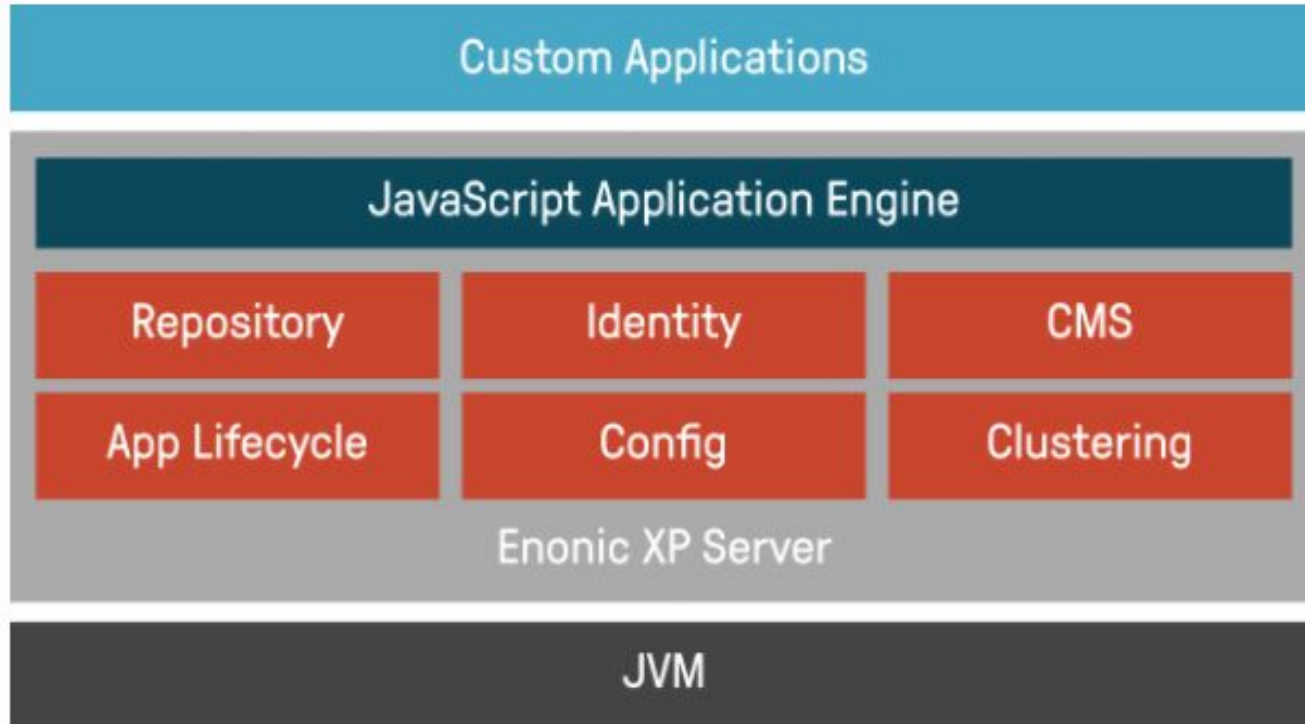 Custom Applications
JavaScript Application Engine
Repository
Identity
CMS
App Lifecycle
Config
Clustering
Enonic XP Server
JVM